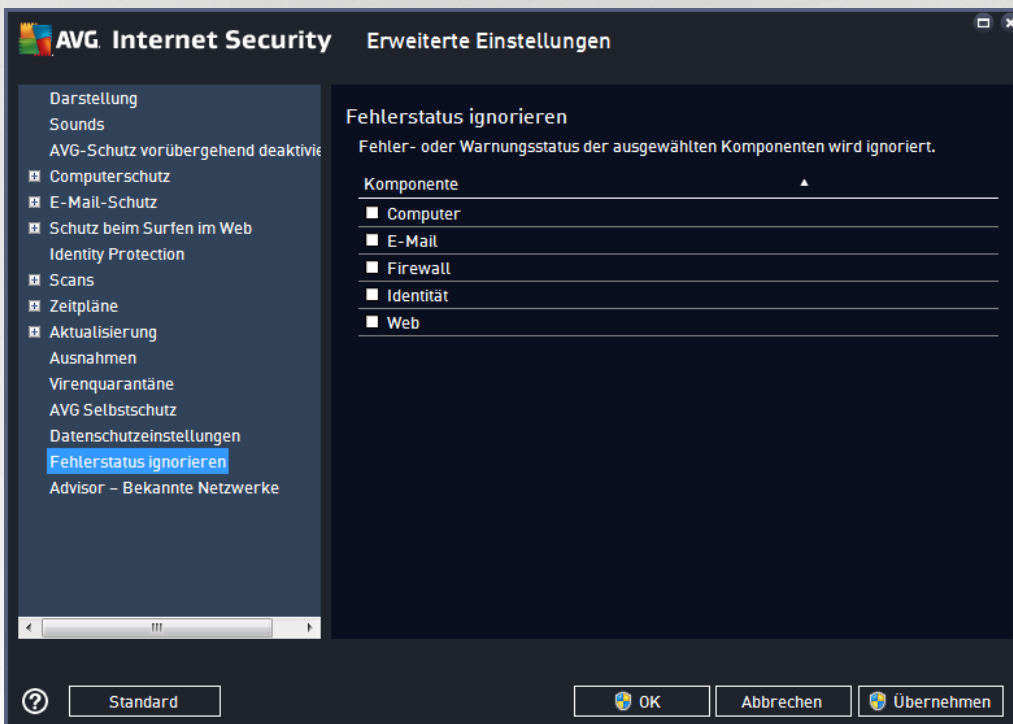 AVG Internet Security Erweiterte Einstellungen
Darstellung
Sounds
AVG-Schutz vorübergehend deaktivie
Computerschutz
E-Mail-Schutz
Schutz beim Surfen im Web
Identity Protection
Scans
Zeitpläne
Aktualisierung
Ausnahmen
Virenquarantäne
AVG Selbstschutz
Datenschutzeinstellungen
Fehlerstatus ignorieren
Advisor – Bekannte Netzwerke
Fehlerstatus ignorieren
Fehler- oder Warnungsstatus der ausgewählten Komponenten wird ignoriert.
Komponente
Computer
E-Mail
Firewall
Identität
Web
Standard
OK
Abbrechen
Übernehmen